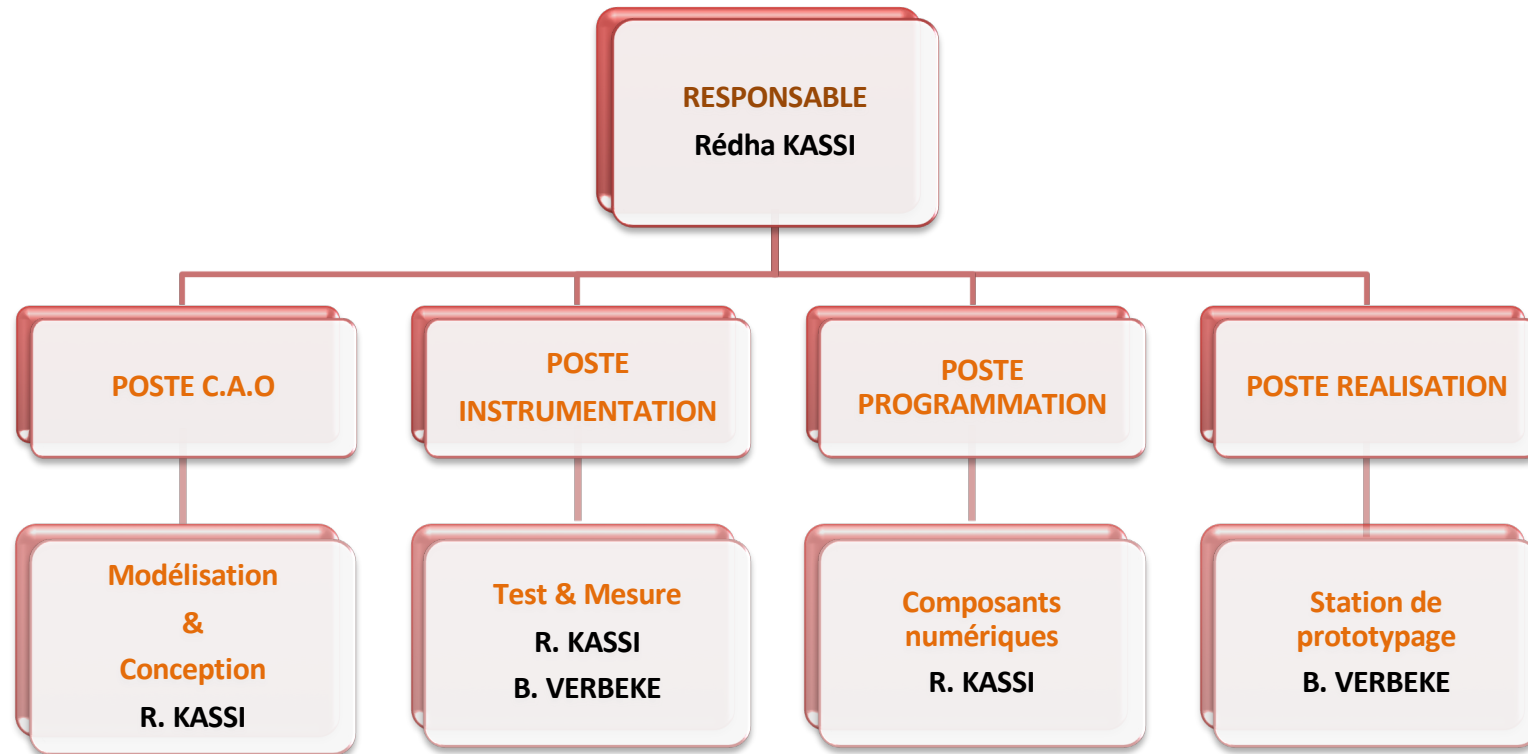 RESPONSABLE
Rédha KASSI
POSTE C.A.O
POSTE
INSTRUMENTATION
POSTE
PROGRAMMATION
POSTE REALISATION
Modélisation
&
Conception
R. KASSI
Test & Mesure
R. KASSI
B. VERBEKE
Composants
numériques
R. KASSI
Station de
prototypage
B. VERBEKE